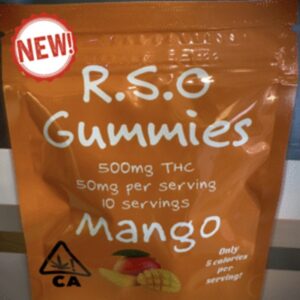 NEW!
R.S.O
Gummies
500mg THC
50mg per serving
10 servings
Mango
Only
5 calories
per
serving!
CA